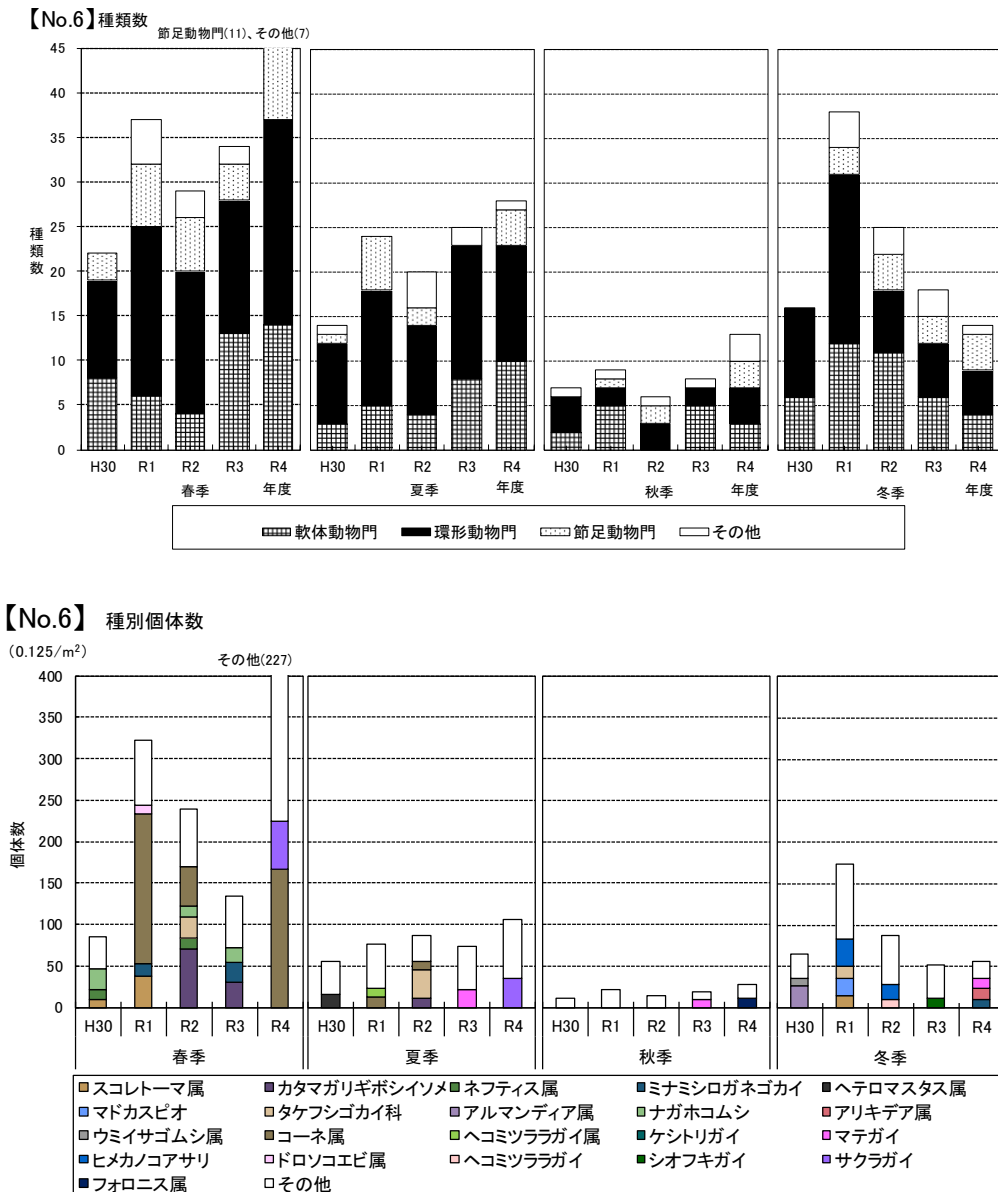 【No.6】種類数
節足動物門(11)、その他(7)
種類数
45
40
35
30
25
20
15
10
5
0
H30 R1 R2 R3 R4 H30 R1 R2 R3 R4 H30 R1 R2 R3 R4 H30 R1 R2 R3 R4
春季 年度 夏季 年度 秋季 年度 冬季 年度
軟体動物門 環形動物門 節足動物門 その他
【No.6】 種別個体数
(0.125/m²)
その他(227)
個体数
400
350
300
250
200
150
100
50
0
H30 R1 R2 R3 R4 H30 R1 R2 R3 R4 H30 R1 R2 R3 R4 H30 R1 R2 R3 R4
春季 夏季 秋季 冬季
スコレトーマ属 カタマガリギボシイソメ ネフティス属 ミナミシロガネゴカイ ヘテロマスタス属
マドカスピオ タケフシゴカイ科 アルマンディア属 ナガホコムシ アリキデア属
ウミイサゴムシ属 コーネ属 ヘコミツララガイ属 ケシトリガイ マテガイ
ヒメカノコアサリ ドロソコエビ属 ヘコミツララガイ シオフキガイ サクラガイ
フォロニス属 その他